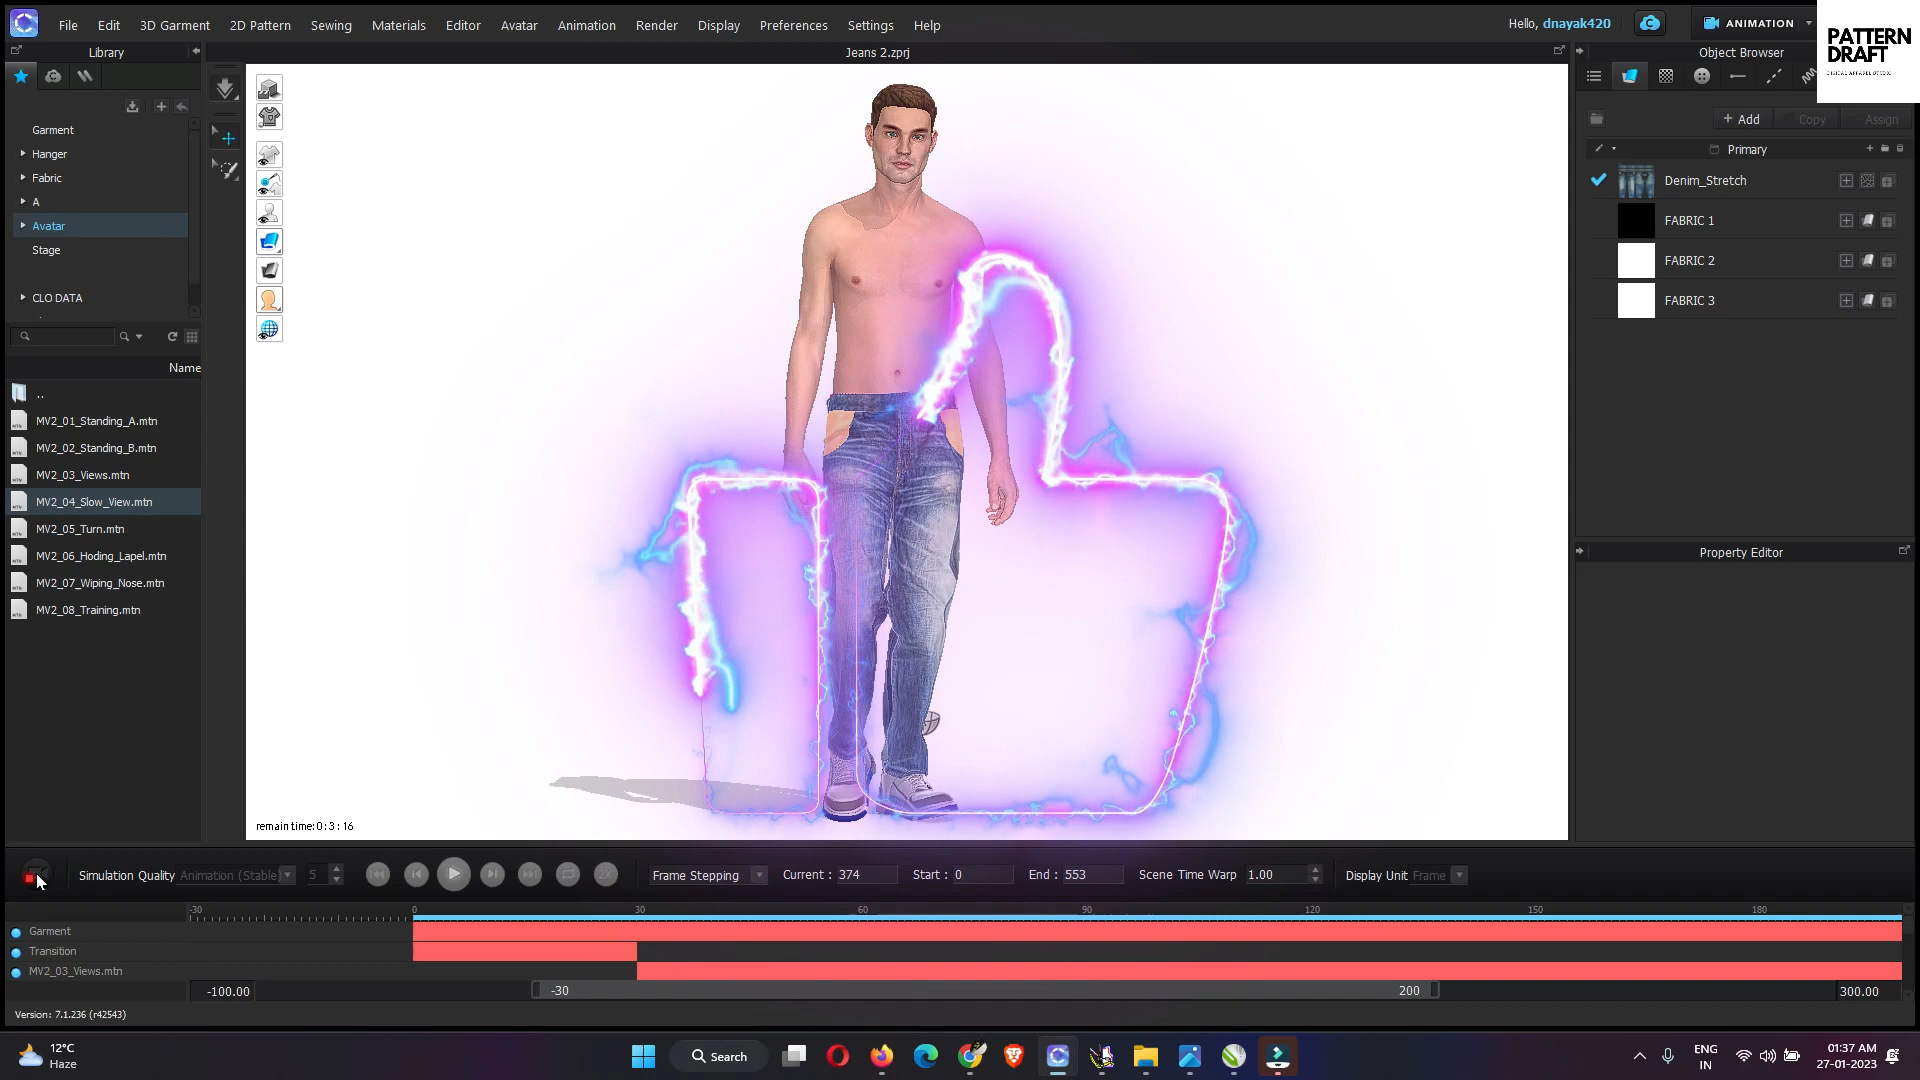 File Edit 3D Garment 2D Pattern Sewing Materials Editor Avatar Animation Render Display Preferences Settings Help
Hello, dnayak420
ANIMATION
PATTERN
DRAFT
DIGICAL APPAREL STUDIO
Library
Jeans 2.zprj
Object Browser
Garment
Hanger
Fabric
A
Avatar
Stage
CLO DATA
Name
..
MV2_01_Standing_A.mtn
MV2_02_Standing_B.mtn
MV2_03_Views.mtn
MV2_04_Slow_View.mtn
MV2_05_Turn.mtn
MV2_06_Hoding_Lapel.mtn
MV2_07_Wiping_Nose.mtn
MV2_08_Training.mtn
+ Add Copy Assign
Primary
Denim_Stretch
FABRIC 1
FABRIC 2
FABRIC 3
Property Editor
remain time: 0 : 3 : 16
Simulation Quality Animation (Stable) 5
2X
Frame Stepping Current : 374 Start : 0 End : 553 Scene Time Warp 1.00 Display Unit Frame
-30 0 30 60 90 120 150 180
Garment
Transition
MV2_03_Views.mtn
-100.00 -30 200 300.00
Version: 7.1.236 (r42543)
12°C
Haze
Search
ENG
IN
01:37 AM
27-01-2023